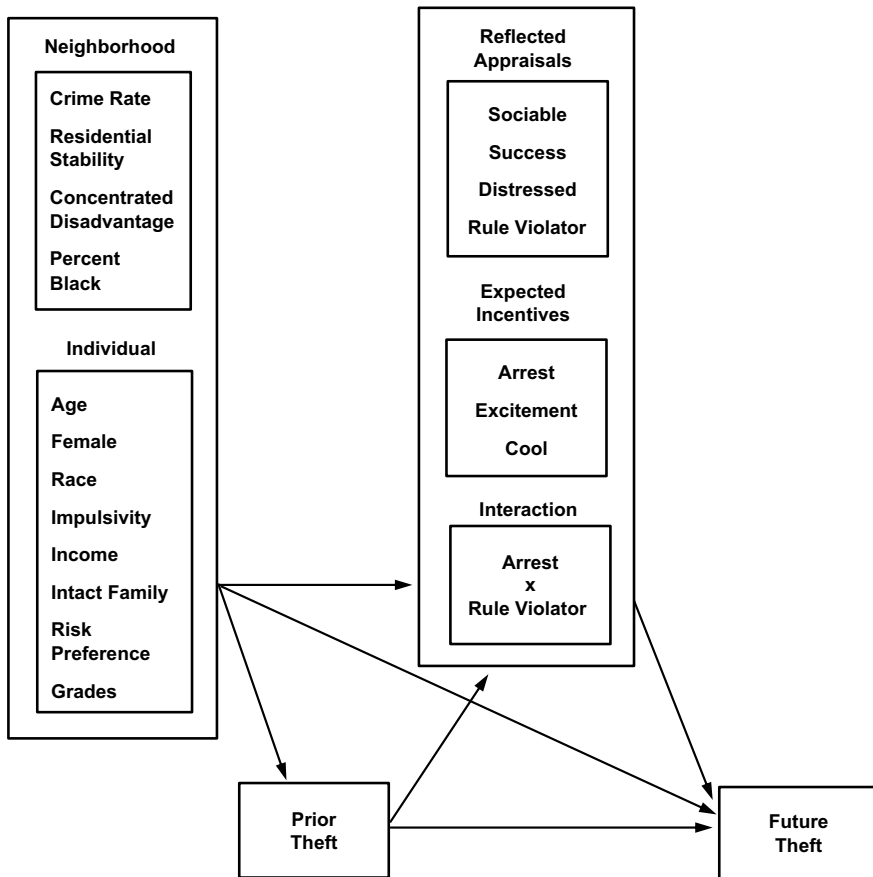 Neighborhood
Crime Rate
Residential
Stability
Concentrated
Disadvantage
Percent
Black
Individual
Age
Female
Race
Impulsivity
Income
Intact Family
Risk
Preference
Grades
Reflected
Appraisals
Sociable
Success
Distressed
Rule Violator
Expected
Incentives
Arrest
Excitement
Cool
Interaction
Arrest
x
Rule Violator
Prior
Theft
Future
Theft